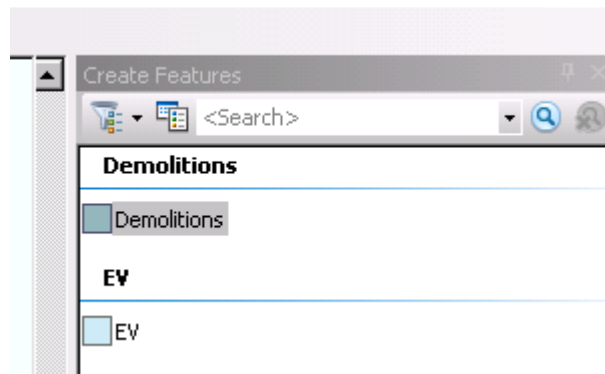 Create Features
<Search>
Demolitions
Demolitions
EV
EV